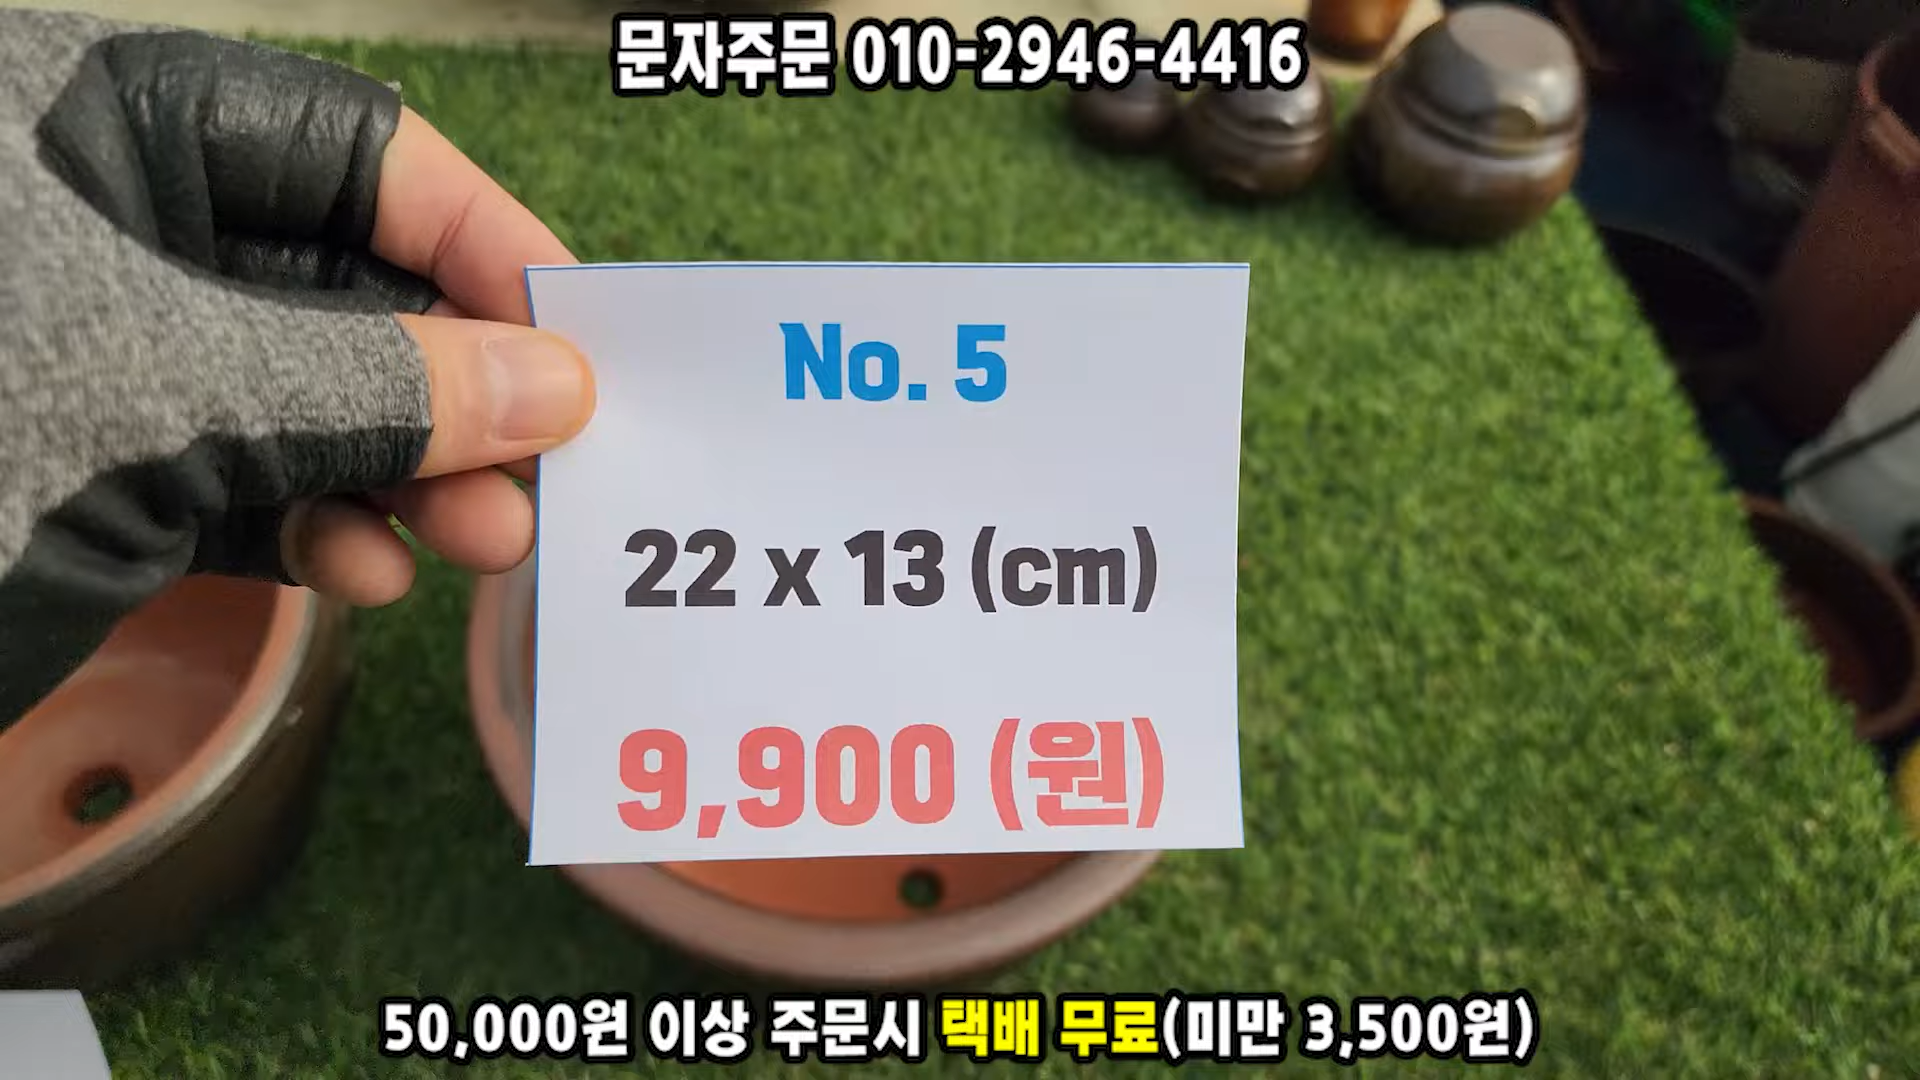 문자주문 010-2946-4416
No. 5
22 x 13 (cm)
9,900 (원)
50,000원 이상 주문시 택배 무료(미만 3,500원)